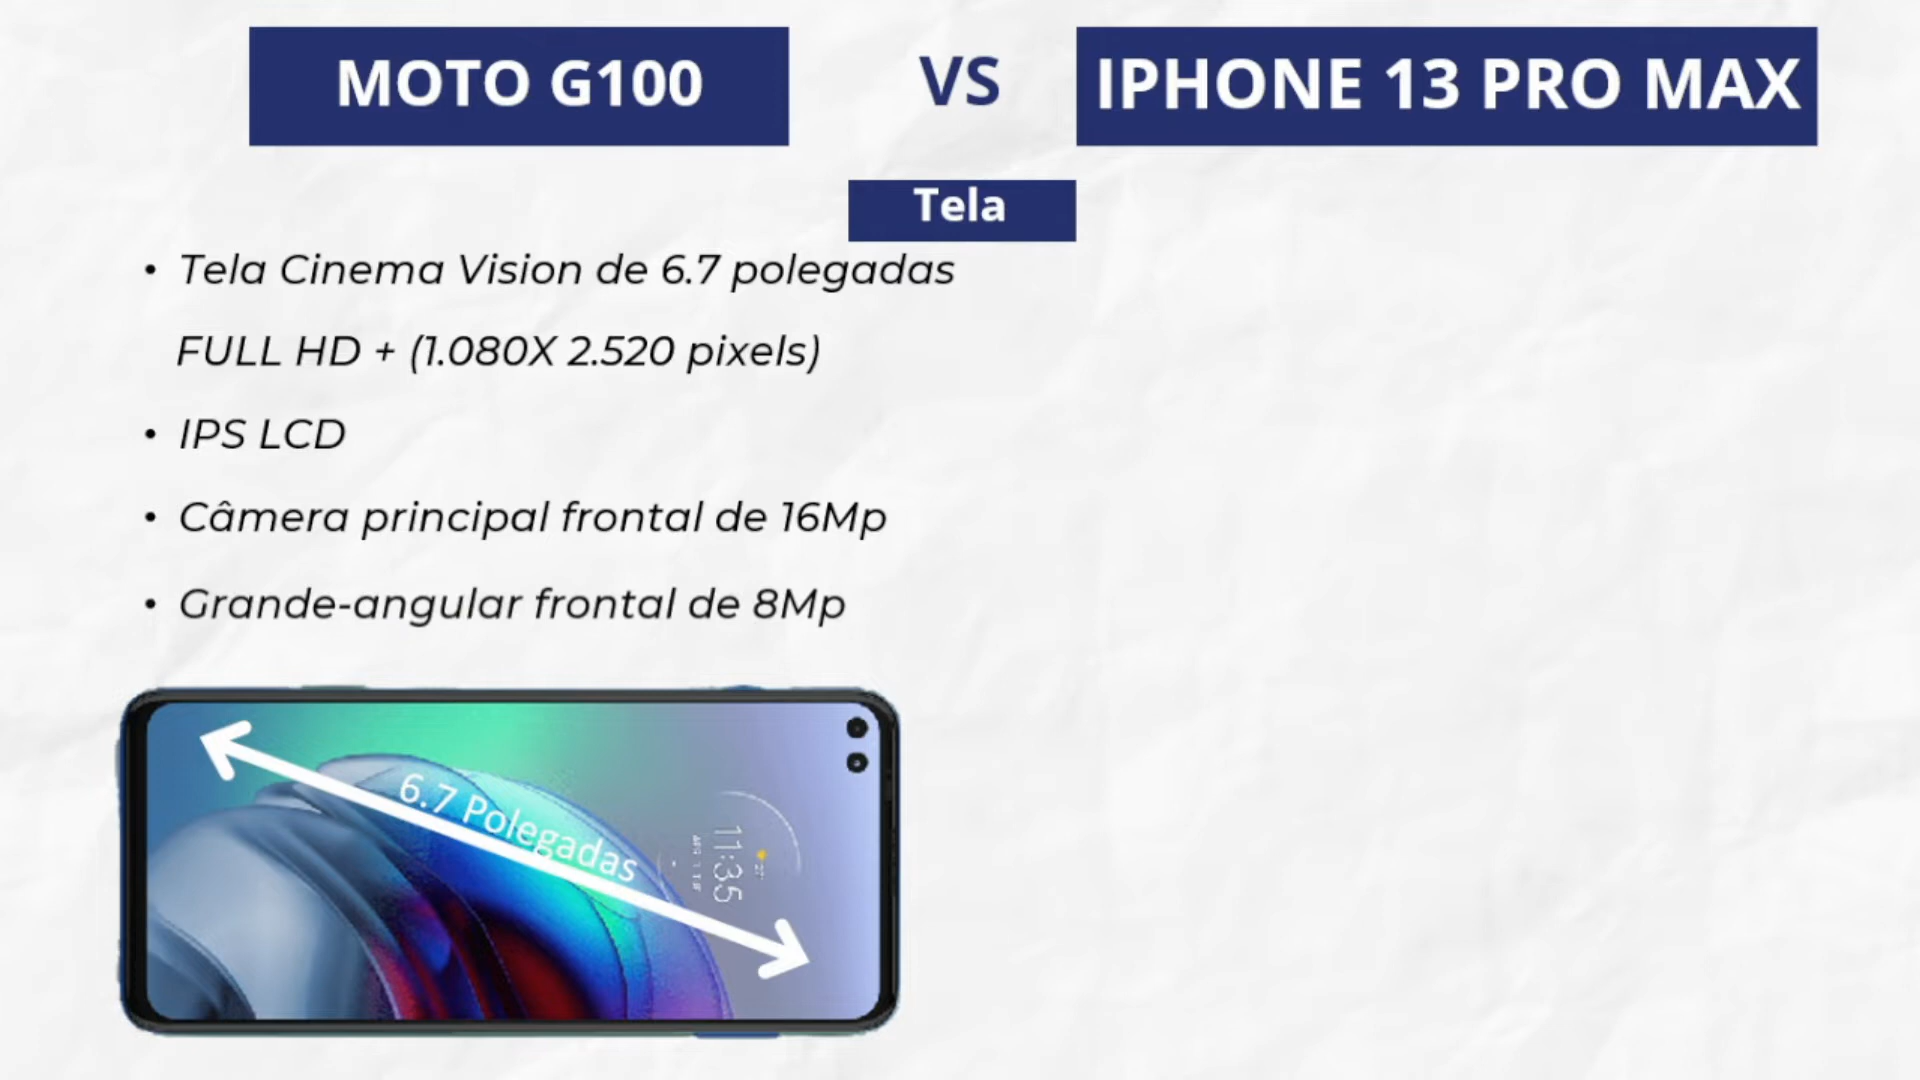 MOTO G100
VS
IPHONE 13 PRO MAX
Tela
• Tela Cinema Vision de 6.7 polegadas
FULL HD + (1.080X 2.520 pixels)
• IPS LCD
• Câmera principal frontal de 16Mp
• Grande-angular frontal de 8Mp
6.7 Polegadas
11:35